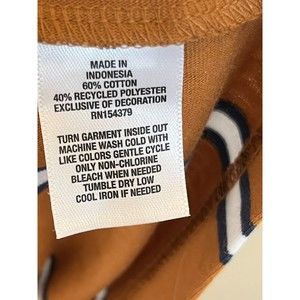 MADE IN
INDONESIA
60% COTTON
40% RECYCLED POLYESTER
EXCLUSIVE OF DECORATION
RN154379
TURN GARMENT INSIDE OUT
MACHINE WASH COLD WITH
LIKE COLORS GENTLE CYCLE
ONLY NON-CHLORINE
BLEACH WHEN NEEDED
TUMBLE DRY LOW
COOL IRON IF NEEDED